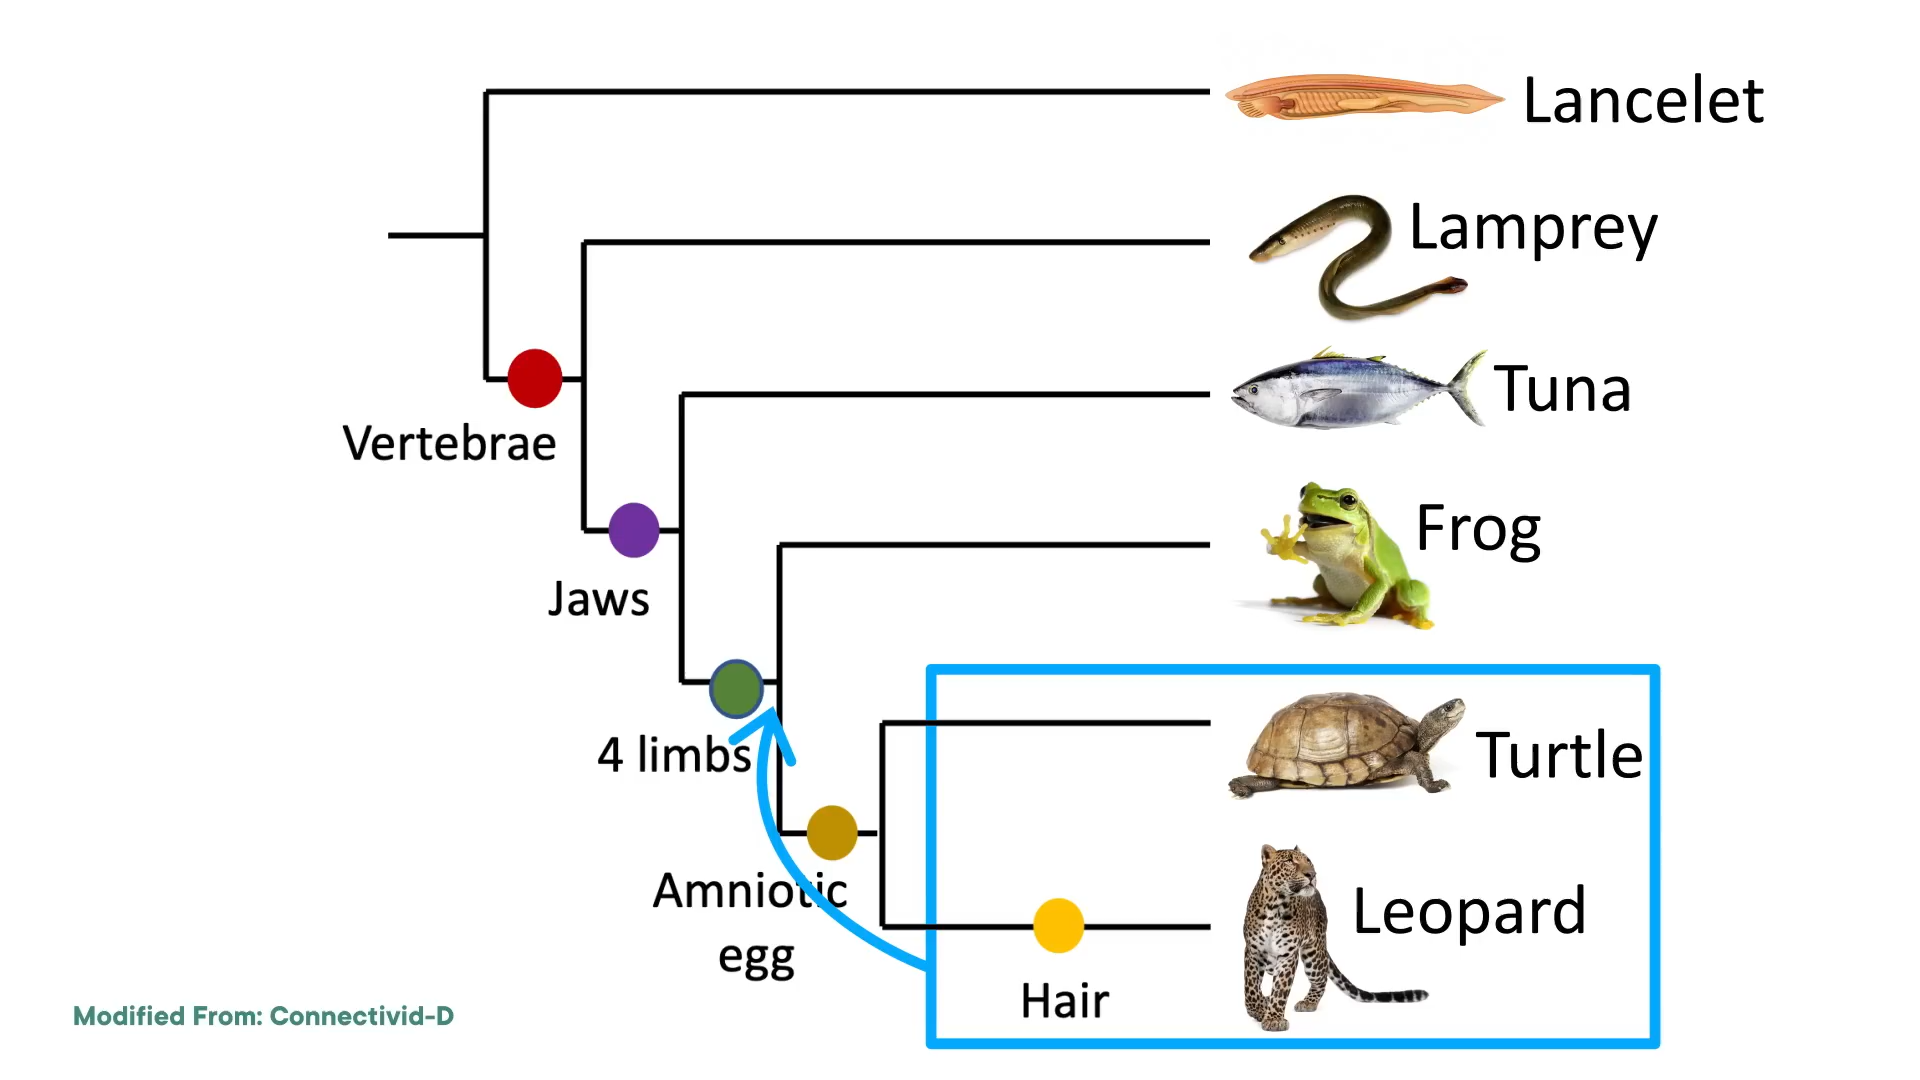 Lancelet
Lamprey
Tuna
Vertebrae
Frog
Jaws
4 limbs
Turtle
Amniotic
egg
Leopard
Hair
Modified From: Connectivid-D